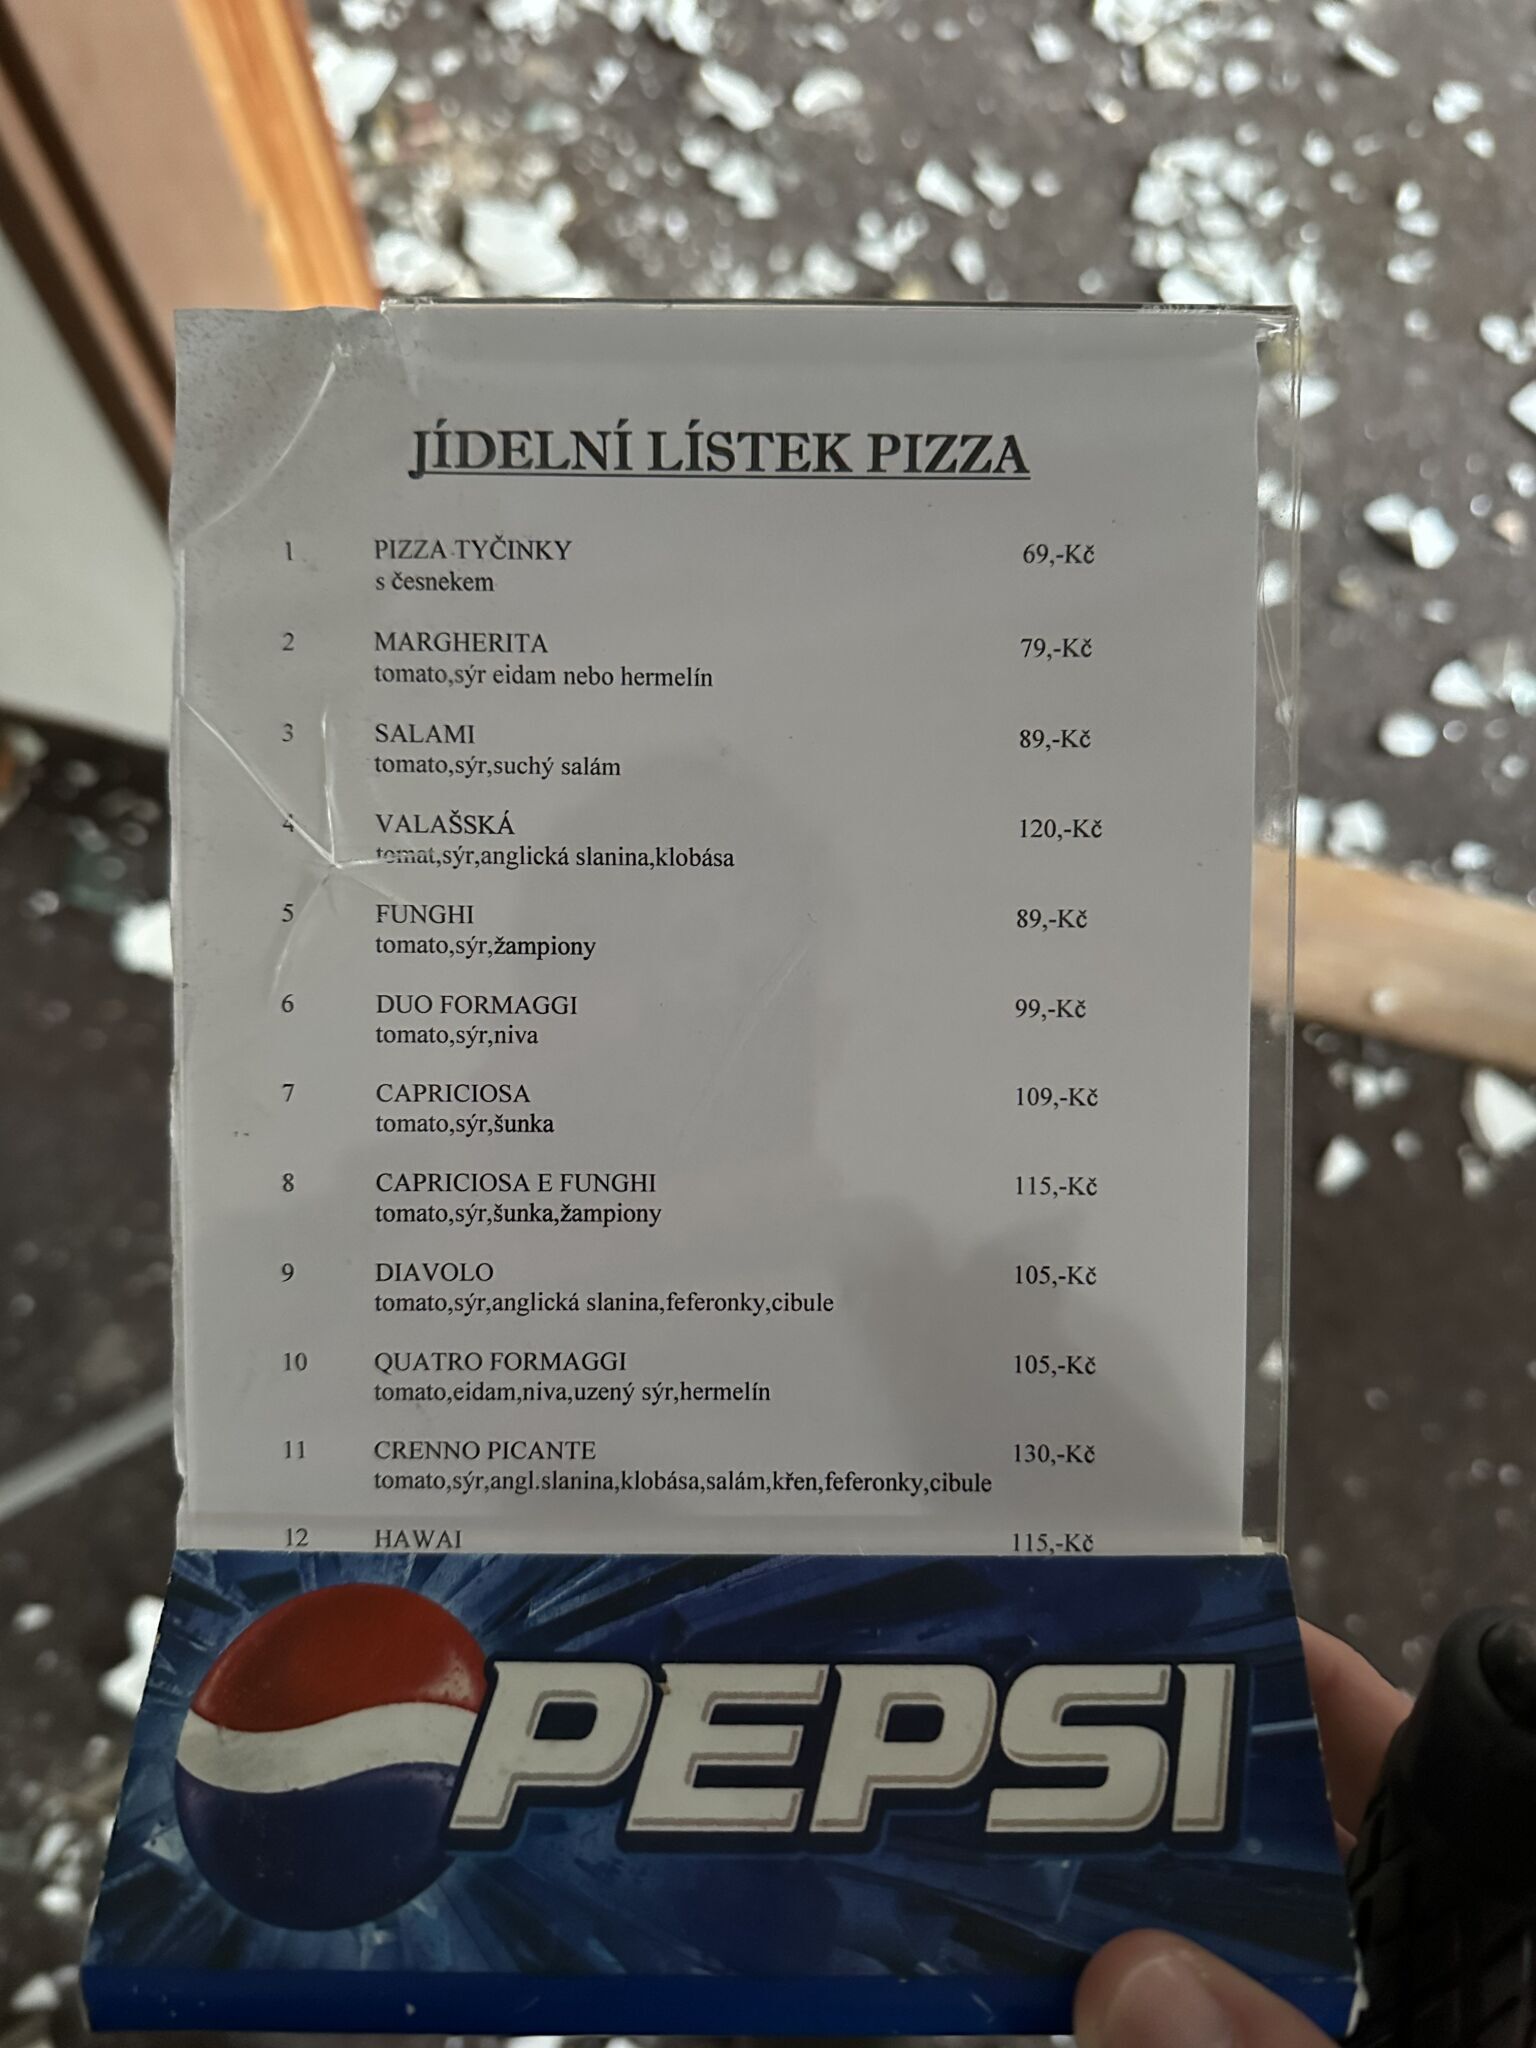 JÍDELNÍ LÍSTEK PIZZA
1 PIZZA TYČINKY 69,-Kč
s česnekem
2 MARGHERITA 79,-Kč
tomato,sýr eidam nebo hermelín
3 SALAMI 89,-Kč
tomato,sýr,suchý salám
4 VALAŠSKÁ 120,-Kč
tomat,sýr,anglická slanina,klobása
5 FUNGHI 89,-Kč
tomato,sýr,žampiony
6 DUO FORMAGGI 99,-Kč
tomato,sýr,niva
7 CAPRICIOSA 109,-Kč
tomato,sýr,šunka
8 CAPRICIOSA E FUNGHI 115,-Kč
tomato,sýr,šunka,žampiony
9 DIAVOLO 105,-Kč
tomato,sýr,anglická slanina,feferonky,cibule
10 QUATRO FORMAGGI 105,-Kč
tomato,eidam,niva,uzený sýr,hermelín
11 CRENNO PICANTE 130,-Kč
tomato,sýr,angl.slanina,klobása,salám,křen,feferonky,cibule
12 HAWAI 115,-Kč
PEPSI